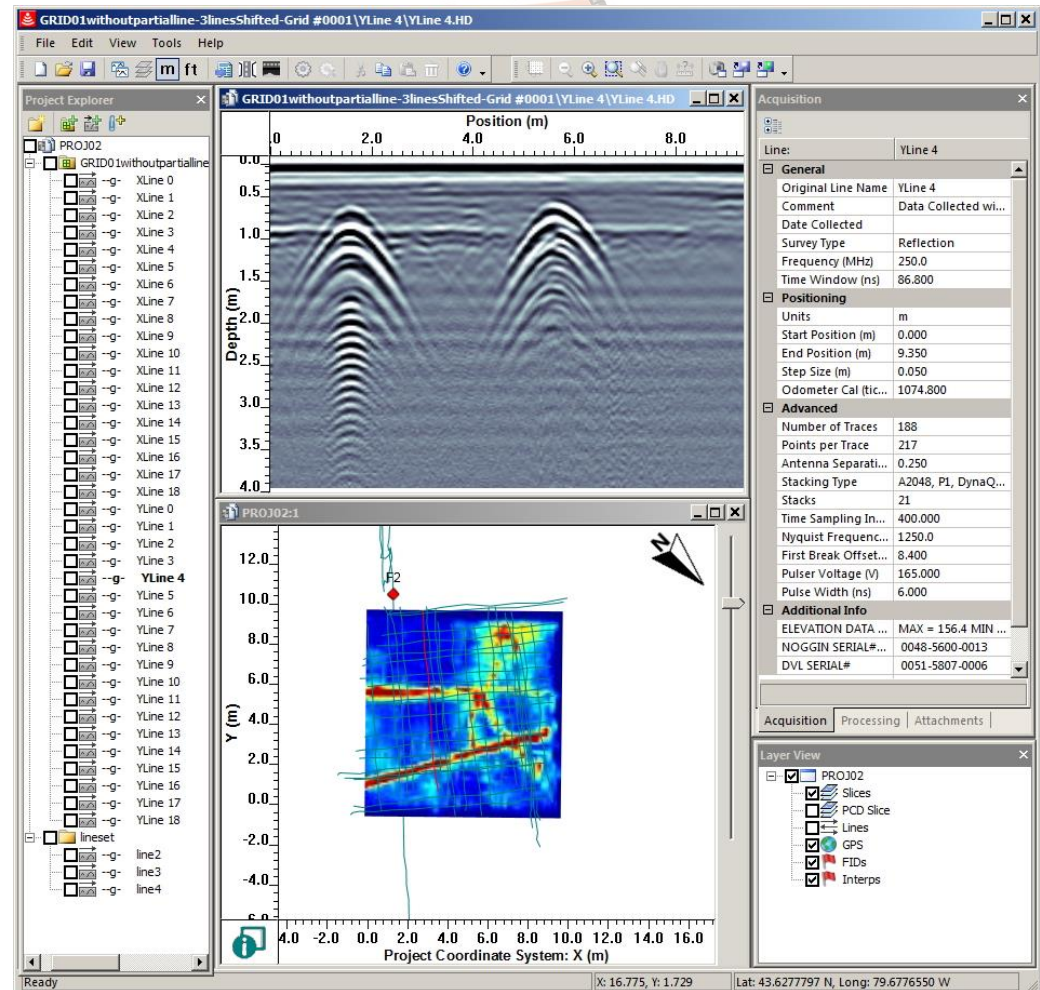 GRID01withoutpartialline-3linesShifted-Grid #0001\YLine 4\YLine 4.HD
File Edit View Tools Help
m ft
Project Explorer
PROJ02
GRID01withoutpartialline
--g- XLine 0
--g- XLine 1
--g- XLine 2
--g- XLine 3
--g- XLine 4
--g- XLine 5
--g- XLine 6
--g- XLine 7
--g- XLine 8
--g- XLine 9
--g- XLine 10
--g- XLine 11
--g- XLine 12
--g- XLine 13
--g- XLine 14
--g- XLine 15
--g- XLine 16
--g- XLine 17
--g- XLine 18
--g- YLine 0
--g- YLine 1
--g- YLine 2
--g- YLine 3
--g- YLine 4
--g- YLine 5
--g- YLine 6
--g- YLine 7
--g- YLine 8
--g- YLine 9
--g- YLine 10
--g- YLine 11
--g- YLine 12
--g- YLine 13
--g- YLine 14
--g- YLine 15
--g- YLine 16
--g- YLine 17
--g- YLine 18
lineset
--g- line2
--g- line3
--g- line4
GRID01withoutpartialline-3linesShifted-Grid #0001\YLine 4\YLine 4.HD
Position (m)
.0 2.0 4.0 6.0 8.0
0.0
0.5
1.0
1.5
2.0
2.5
3.0
3.5
4.0
Depth (m)
PROJ02:1
N
F2
12.0
10.0
8.0
6.0
4.0
2.0
0.0
-2.0
-4.0
-6.0
Y (m)
4.0 -2.0 0.0 2.0 4.0 6.0 8.0 10.0 12.0 14.0 16.0
Project Coordinate System: X (m)
Acquisition
Line: YLine 4
General
Original Line Name YLine 4
Comment Data Collected wi...
Date Collected
Survey Type Reflection
Frequency (MHz) 250.0
Time Window (ns) 86.800
Positioning
Units m
Start Position (m) 0.000
End Position (m) 9.350
Step Size (m) 0.050
Odometer Cal (tic... 1074.800
Advanced
Number of Traces 188
Points per Trace 217
Antenna Separati... 0.250
Stacking Type A2048, P1, DynaQ...
Stacks 21
Time Sampling In... 400.000
Nyquist Frequenc... 1250.0
First Break Offset... 8.400
Pulser Voltage (V) 165.000
Pulse Width (ns) 6.000
Additional Info
ELEVATION DATA ... MAX = 156.4 MIN ...
NOGGIN SERIAL#... 0048-5600-0013
DVL SERIAL# 0051-5807-0006
Acquisition Processing Attachments
Layer View
PROJ02
Slices
PCD Slice
Lines
GPS
FIDs
Interps
Ready
X: 16.775, Y: 1.729
Lat: 43.6277797 N, Long: 79.6776550 W